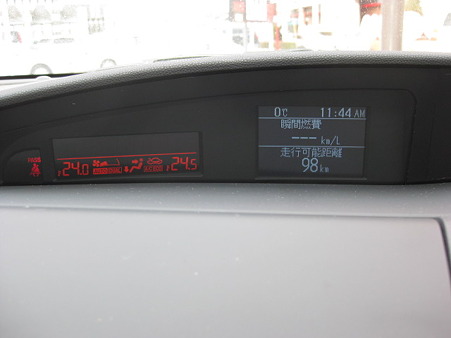 0℃ 11:44 AM
瞬間燃費
--- km/L
走行可能距離
98 km
PASS
24.0 AUTO DUAL 24.5